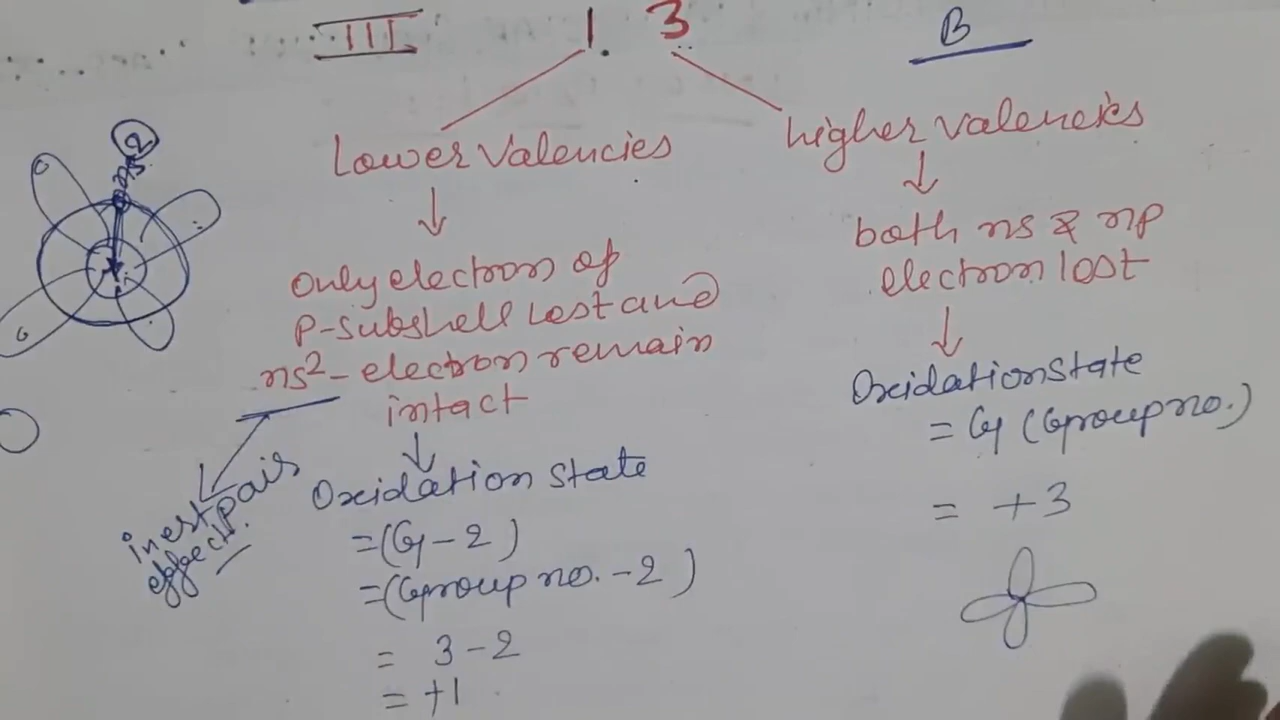 III
1. 3
B
Lower Valencies
higher valencies
↓
Only electron of
P-subshell lost and
ns² - electron remain
intact
↓
Oxidation State
= (G - 2)
= (Group no. - 2)
= 3 - 2
= +1
inert pair
effect.
↓
both ns & np
electron lost
↓
Oxidation State
= G (Group no.)
= +3